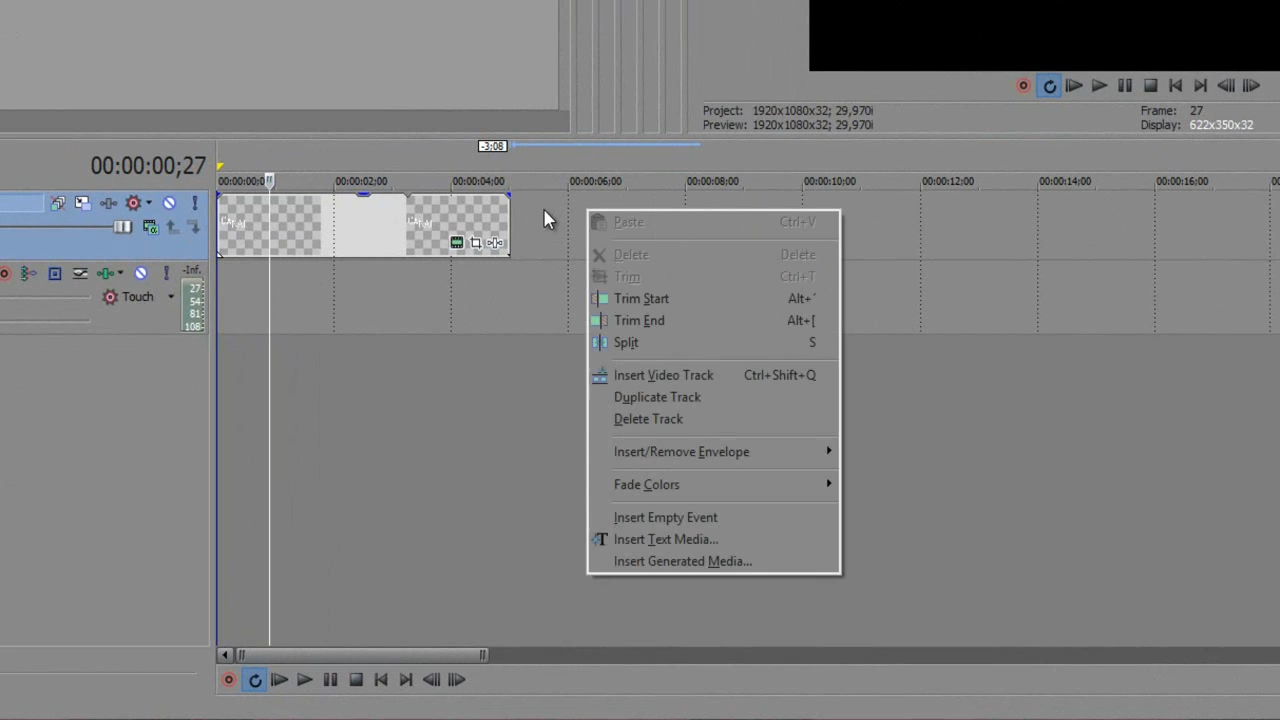 Project: 1920x1080x32; 29,970i
Frame: 27
Preview: 1920x1080x32; 29,970i
Display: 622x350x32
-3:08
00:00:00;27
00:00:00:0
00:00:02:00
00:00:04:00
00:00:06:00
00:00:08:00
00:00:10:00
00:00:12:00
00:00:14:00
00:00:16:00
-Inf.
27-
54-
81-
108-
Touch
Paste Ctrl+V
Delete Delete
Trim Ctrl+T
Trim Start Alt+´
Trim End Alt+[
Split S
Insert Video Track Ctrl+Shift+Q
Duplicate Track
Delete Track
Insert/Remove Envelope
Fade Colors
Insert Empty Event
Insert Text Media...
Insert Generated Media...